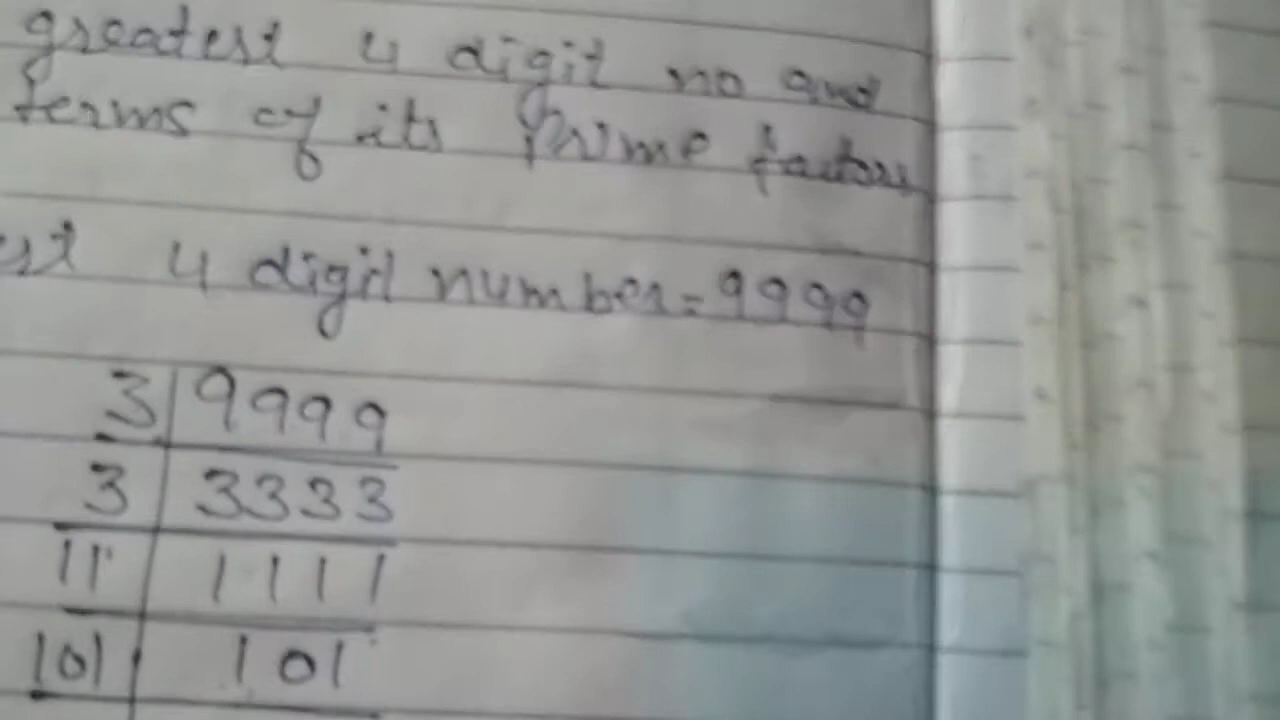 greatest 4 digit no and
terms of its prime factors
est 4 digit number = 9999
3 | 9999
3 | 3333
11 | 1111
101 | 101